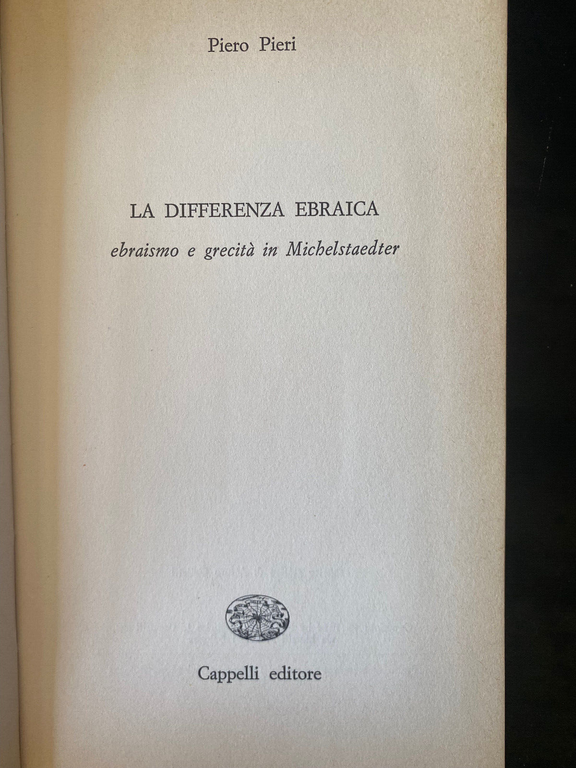 Piero Pieri
LA DIFFERENZA EBRAICA
ebraismo e grecità in Michelstaedter
Cappelli editore